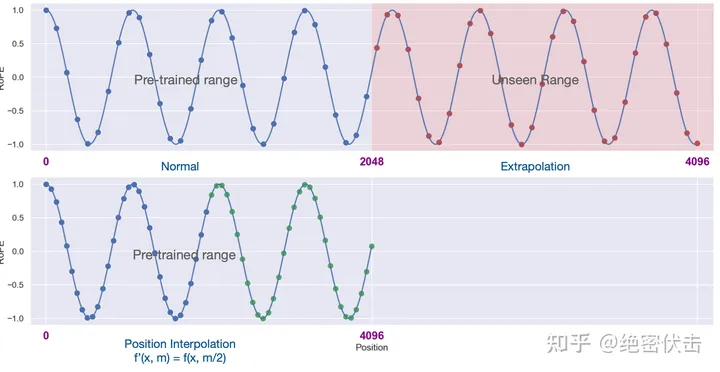 1.0
0.5
0.0
−0.5
−1.0
RoPE
Pre-trained range
Unseen Range
0
2048
4096
Normal
Extrapolation
1.0
0.5
0.0
−0.5
−1.0
RoPE
Pre-trained range
0
4096
Position Interpolation
Position
f'(x, m) = f(x, m/2)
知乎 @绝密伏击